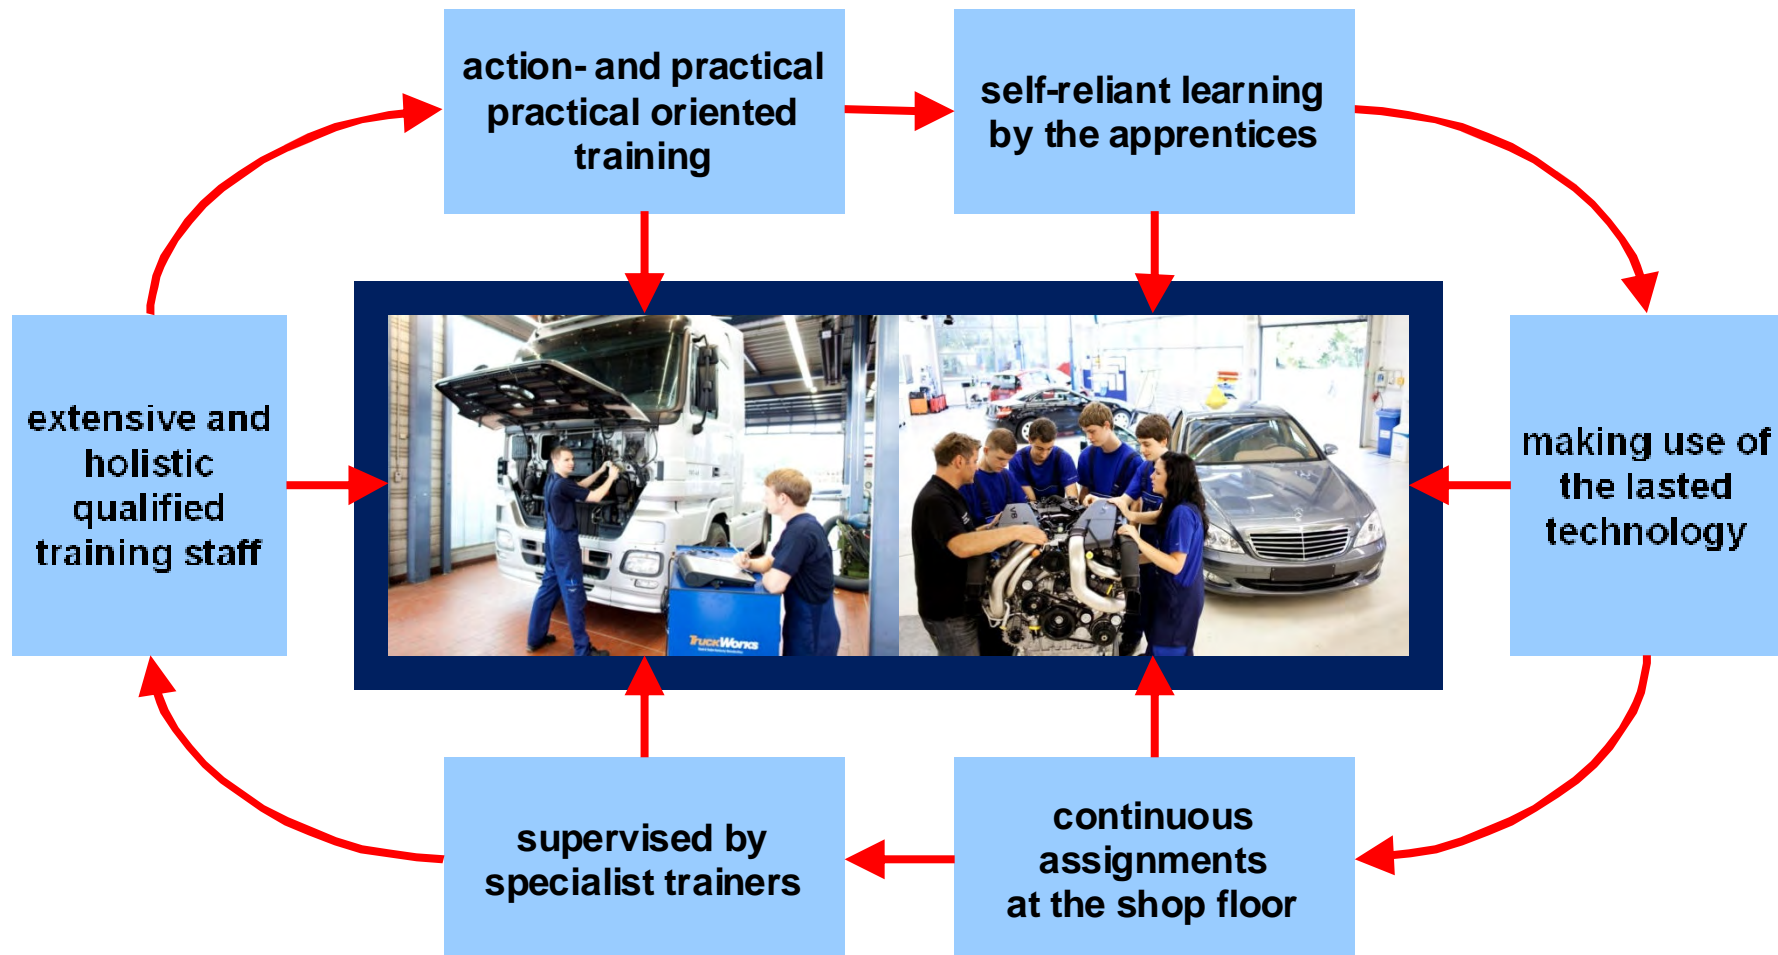 action- and practical
practical oriented
training
self-reliant learning
by the apprentices
extensive and
holistic
qualified
training staff
making use of
the lasted
technology
TRUCKWORKS
V8
supervised by
specialist trainers
continuous
assignments
at the shop floor